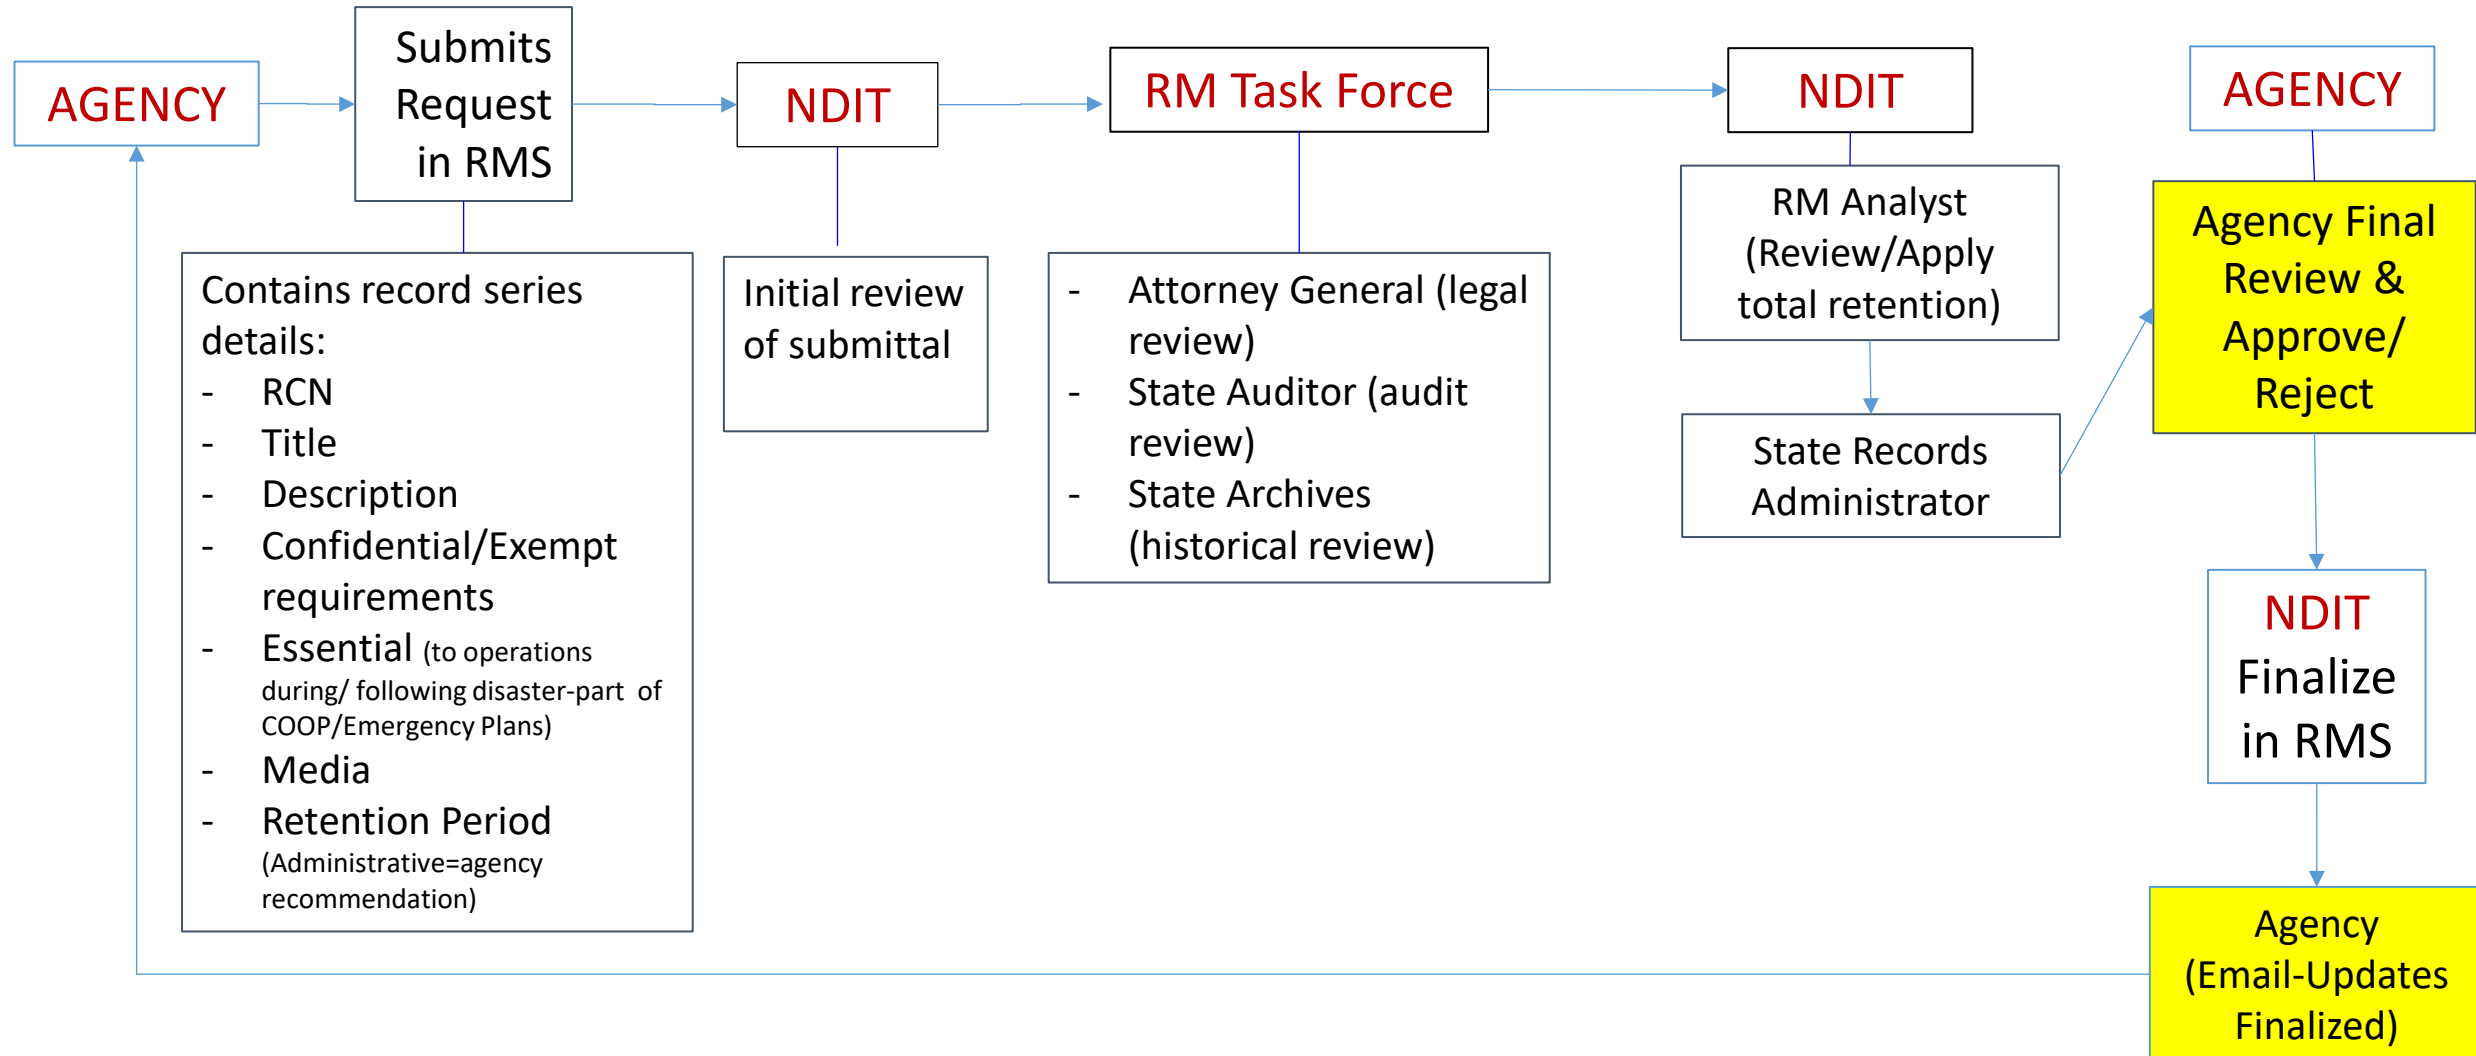 AGENCY
Submits
Request
in RMS
NDIT
RM Task Force
NDIT
AGENCY
Contains record series
details:
- RCN
- Title
- Description
- Confidential/Exempt
requirements
- Essential (to operations
during/ following disaster-part of
COOP/Emergency Plans)
- Media
- Retention Period
(Administrative=agency
recommendation)
Initial review
of submittal
- Attorney General (legal
review)
- State Auditor (audit
review)
- State Archives
(historical review)
RM Analyst
(Review/Apply
total retention)
State Records
Administrator
Agency Final
Review &
Approve/
Reject
NDIT
Finalize
in RMS
Agency
(Email-Updates
Finalized)